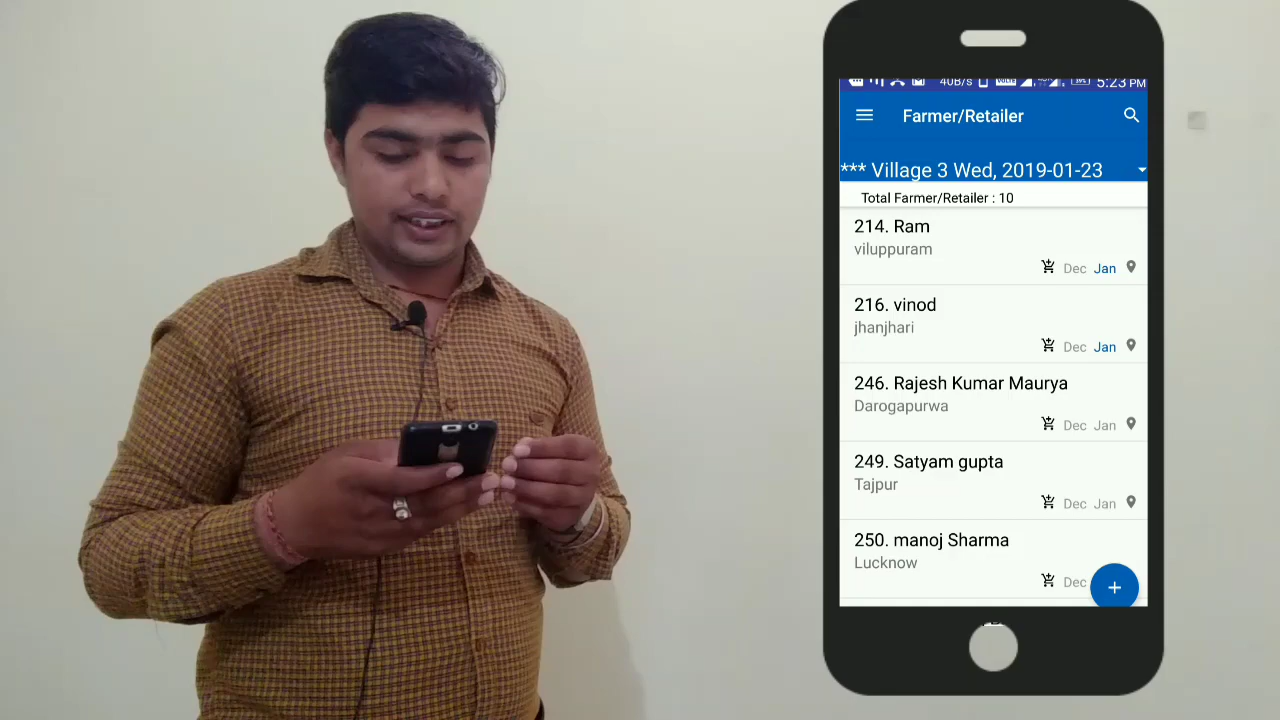 40B/s 5:23 PM
Farmer/Retailer
*** Village 3 Wed, 2019-01-23
Total Farmer/Retailer : 10
214. Ram
viluppuram
Dec Jan
216. vinod
jhanjhari
Dec Jan
246. Rajesh Kumar Maurya
Darogapurwa
Dec Jan
249. Satyam gupta
Tajpur
Dec Jan
250. manoj Sharma
Lucknow
Dec
+